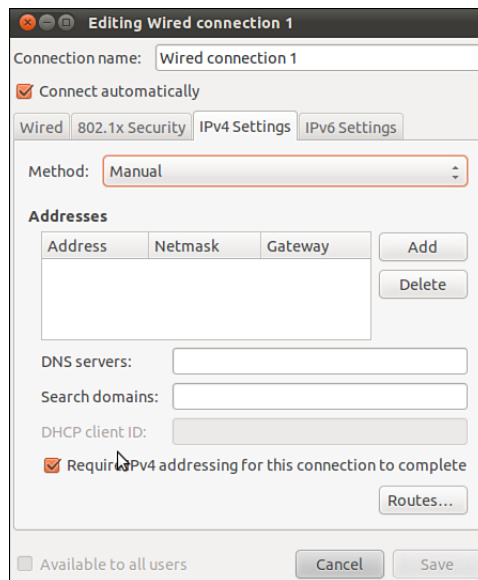 Editing Wired connection 1
Connection name: Wired connection 1
Connect automatically
Wired 802.1x Security IPv4 Settings IPv6 Settings
Method: Manual
Addresses
Address Netmask Gateway Add
Delete
DNS servers:
Search domains:
DHCP client ID:
Require IPv4 addressing for this connection to complete
Routes...
Available to all users Cancel Save